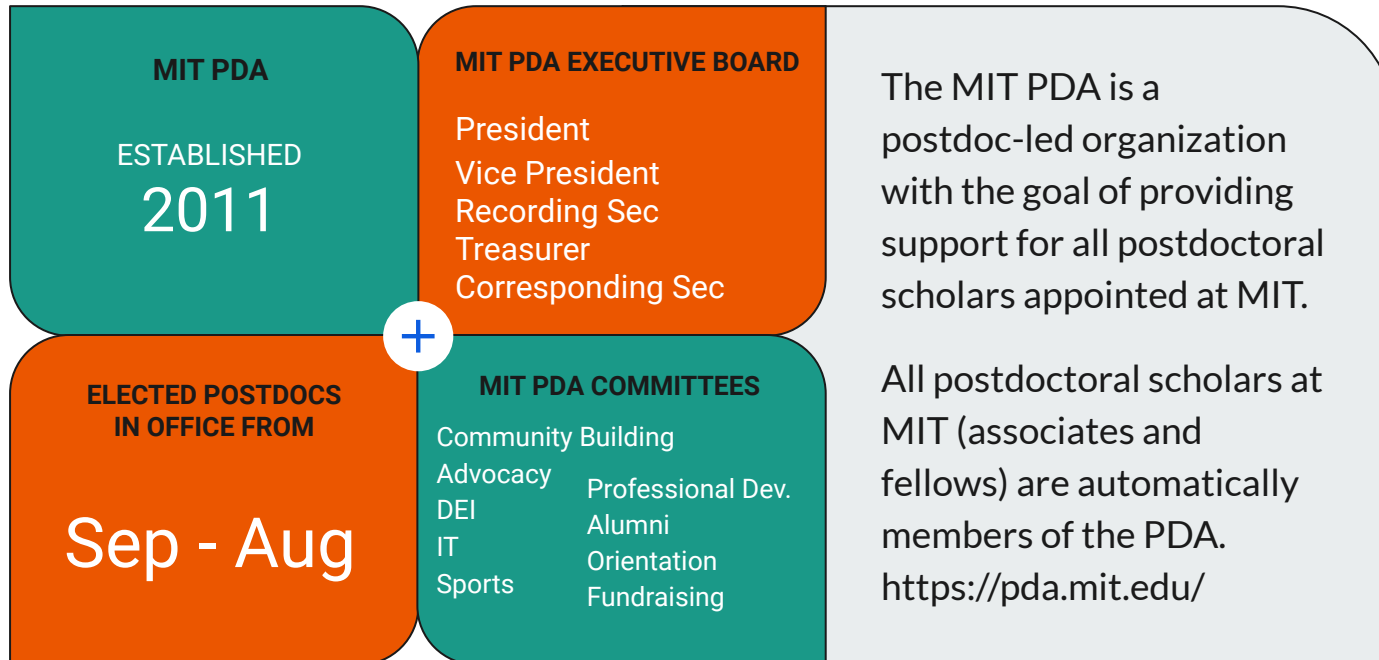 MIT PDA
ESTABLISHED
2011
MIT PDA EXECUTIVE BOARD
President
Vice President
Recording Sec
Treasurer
Corresponding Sec
ELECTED POSTDOCS
IN OFFICE FROM
Sep - Aug
MIT PDA COMMITTEES
Community Building
Advocacy
DEI
IT
Sports
Professional Dev.
Alumni
Orientation
Fundraising
The MIT PDA is a
postdoc-led organization
with the goal of providing
support for all postdoctoral
scholars appointed at MIT.
All postdoctoral scholars at
MIT (associates and
fellows) are automatically
members of the PDA.
https://pda.mit.edu/